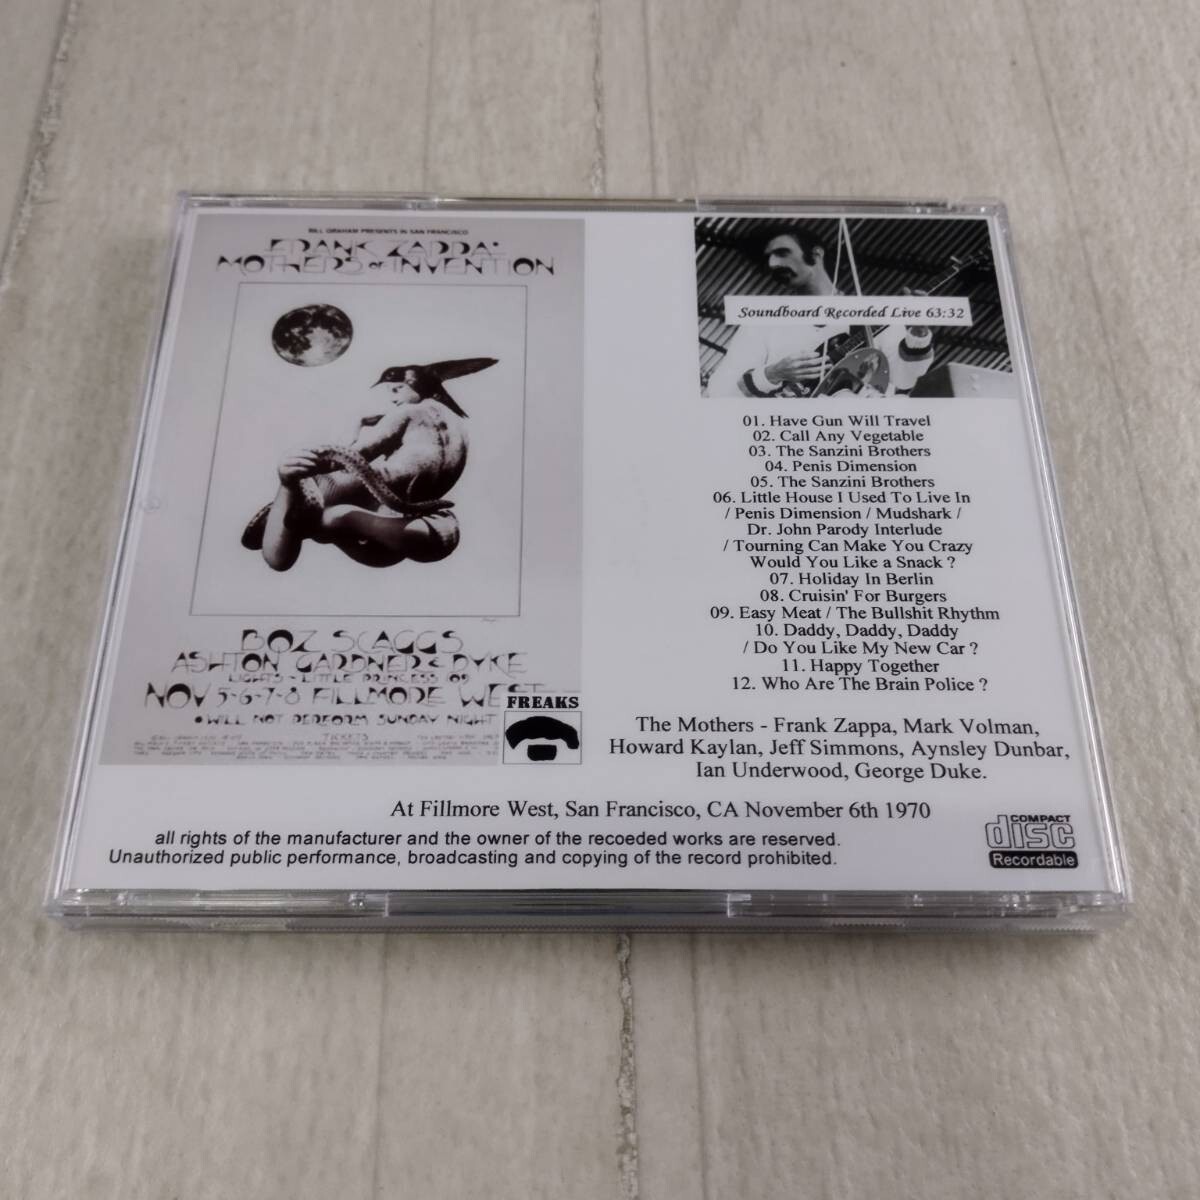 BILL GRAHAM PRESENTS IN SAN FRANCISCO
FRANK ZAPPA'S
MOTHERS OF INVENTION
BOZ SCAGGS
ASHTON GARDNER & DYKE
LIGHTS - LITTLE PRINCESS 109
NOV 5-6-7-8 FILLMORE WEST
• WILL NOT PERFORM SUNDAY NIGHT
TICKETS
FREAKS
Soundboard Recorded Live 63:32
01. Have Gun Will Travel
02. Call Any Vegetable
03. The Sanzini Brothers
04. Penis Dimension
05. The Sanzini Brothers
06. Little House I Used To Live In
/ Penis Dimension / Mudshark /
Dr. John Parody Interlude
/ Tourning Can Make You Crazy
Would You Like a Snack ?
07. Holiday In Berlin
08. Cruisin' For Burgers
09. Easy Meat / The Bullshit Rhythm
10. Daddy, Daddy, Daddy
/ Do You Like My New Car ?
11. Happy Together
12. Who Are The Brain Police ?
The Mothers - Frank Zappa, Mark Volman,
Howard Kaylan, Jeff Simmons, Aynsley Dunbar,
Ian Underwood, George Duke.
At Fillmore West, San Francisco, CA November 6th 1970
all rights of the manufacturer and the owner of the recoeded works are reserved.
Unauthorized public performance, broadcasting and copying of the record prohibited.
COMPACT
disc
Recordable